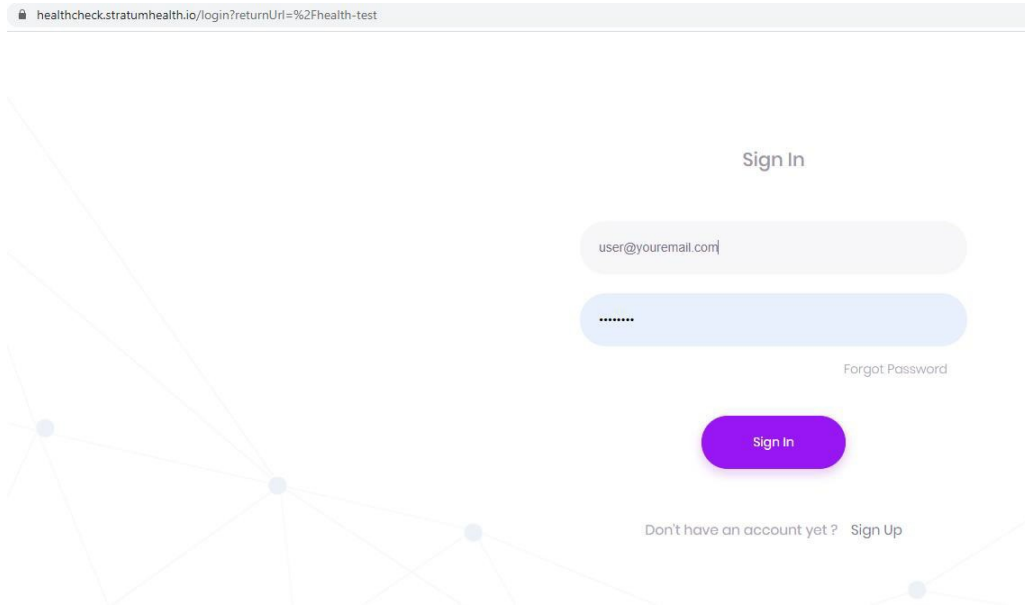 healthcheck.stratumhealth.io/login?returnUrl=%2Fhealth-test
Sign In
user@youremail.com
••••••••
Forgot Password
Sign In
Don't have an account yet ? Sign Up